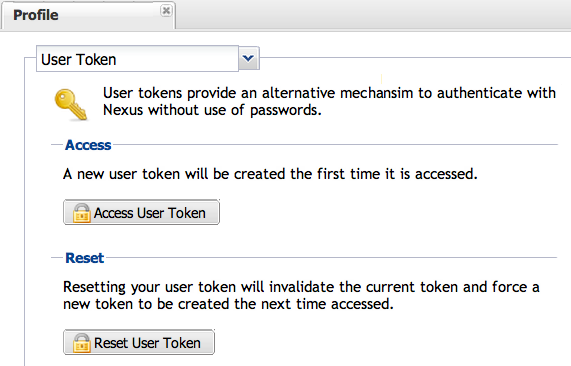 Profile
User Token
User tokens provide an alternative mechansim to authenticate with
Nexus without use of passwords.
Access
A new user token will be created the first time it is accessed.
Access User Token
Reset
Resetting your user token will invalidate the current token and force a
new token to be created the next time accessed.
Reset User Token